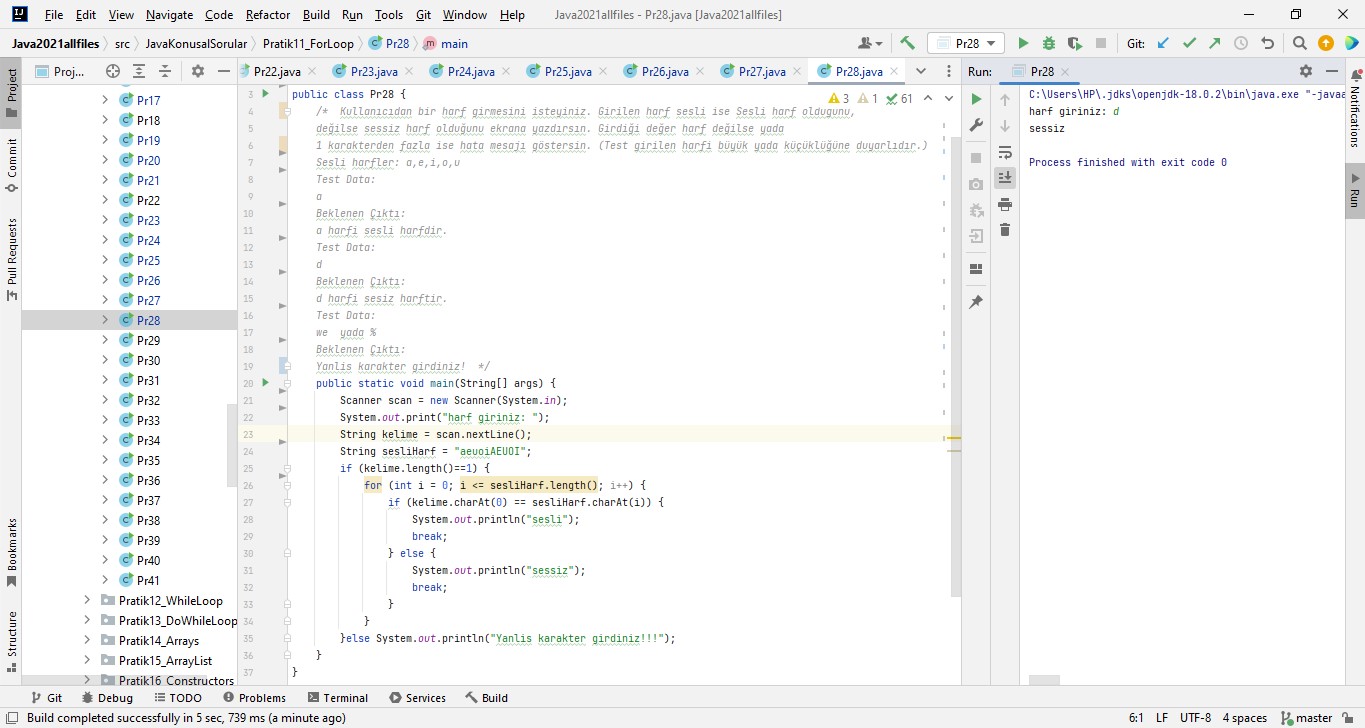 File Edit View Navigate Code Refactor Build Run Tools Git Window Help Java2021allfiles - Pr28.java [Java2021allfiles]
Java2021allfiles src JavaKonusalSorular Pratik11_ForLoop Pr28 main Pr28 Git:
Project
Commit
Pull Requests
Bookmarks
Structure
Proj...
Pr17
Pr18
Pr19
Pr20
Pr21
Pr22
Pr23
Pr24
Pr25
Pr26
Pr27
Pr28
Pr29
Pr30
Pr31
Pr32
Pr33
Pr34
Pr35
Pr36
Pr37
Pr38
Pr39
Pr40
Pr41
Pratik12_WhileLoop
Pratik13_DoWhileLoop
Pratik14_Arrays
Pratik15_ArrayList
Pratik16_Constructors
Pr22.java Pr23.java Pr24.java Pr25.java Pr26.java Pr27.java Pr28.java
3 1 61
3 public class Pr28 {
4 /* Kullanıcıdan bir harf girmesini isteyiniz. Girilen harf sesli ise Sesli harf olduğunu,
5 değilse sessiz harf olduğunu ekrana yazdırsın. Girdiği değer harf değilse yada
6 1 karakterden fazla ise hata mesajı göstersin. (Test girilen harfi büyük yada küçüklüğüne duyarlıdır.)
7 Sesli harfler: a,e,i,o,u
8 Test Data:
9 a
10 Beklenen Çıktı:
11 a harfi sesli harfdir.
12 Test Data:
13 d
14 Beklenen Çıktı:
15 d harfi sesiz harftir.
16 Test Data:
17 we yada %
18 Beklenen Çıktı:
19 Yanlis karakter girdiniz! */
20 public static void main(String[] args) {
21 Scanner scan = new Scanner(System.in);
22 System.out.print("harf giriniz: ");
23 String kelime = scan.nextLine();
24 String sesliHarf = "aeuoiAEUOI";
25 if (kelime.length()==1) {
26 for (int i = 0; i <= sesliHarf.length(); i++) {
27 if (kelime.charAt(0) == sesliHarf.charAt(i)) {
28 System.out.println("sesli");
29 break;
30 } else {
31 System.out.println("sessiz");
32 break;
33 }
34 }
35 }else System.out.println("Yanlis karakter girdiniz!!!");
36 }
37 }
Run: Pr28
C:\Users\HP\.jdks\openjdk-18.0.2\bin\java.exe "-javaa
harf giriniz: d
sessiz
Process finished with exit code 0
Notifications
Run
Git Debug TODO Problems Terminal Services Build
Build completed successfully in 5 sec, 739 ms (a minute ago) 6:1 LF UTF-8 4 spaces master